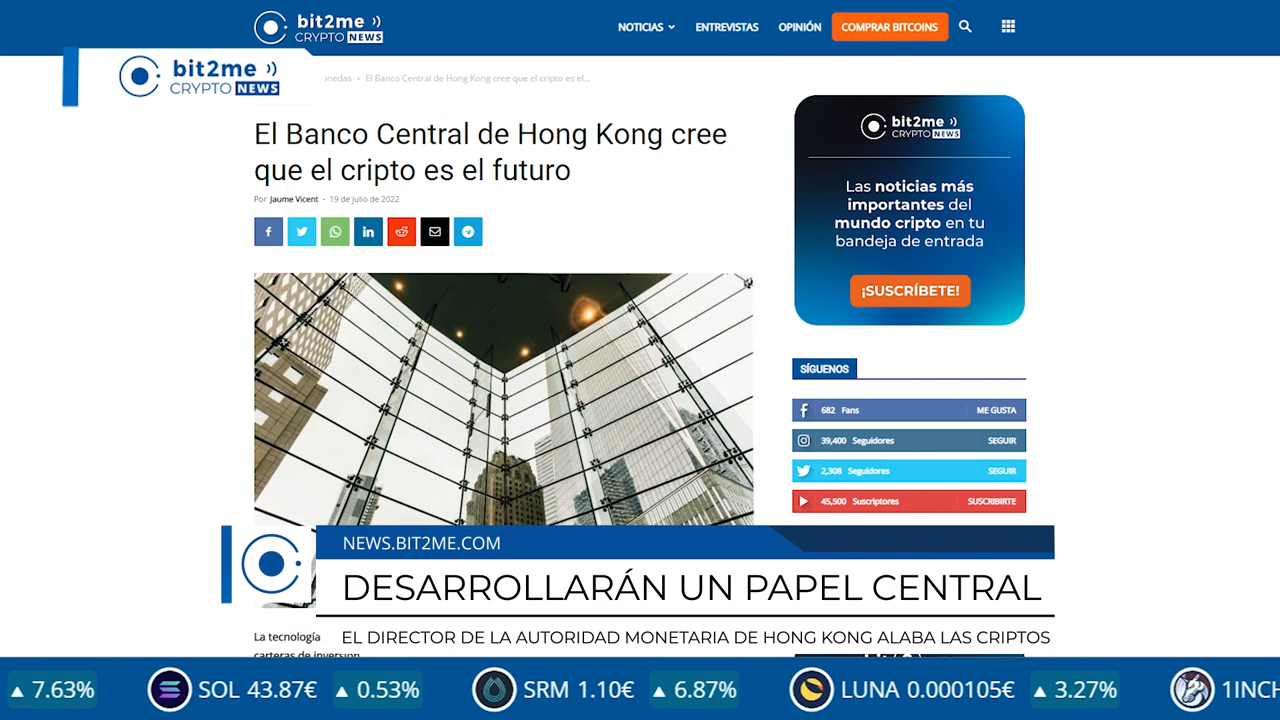 bit2me
CRYPTO NEWS
NOTICIAS
ENTREVISTAS
OPINIÓN
COMPRAR BITCOINS
bit2me
CRYPTO NEWS
El Banco Central de Hong Kong cree que el cripto es el...
El Banco Central de Hong Kong cree
que el cripto es el futuro
Por Jaume Vicent - 19 de julio de 2022
bit2me
CRYPTO NEWS
Las noticias más
importantes del
mundo cripto en tu
bandeja de entrada
¡SUSCRÍBETE!
SÍGUENOS
682 Fans ME GUSTA
39,400 Seguidores SEGUIR
2,308 Seguidores SEGUIR
45,500 Suscriptores SUSCRIBIRTE
NEWS.BIT2ME.COM
DESARROLLARÁN UN PAPEL CENTRAL
La tecnología
EL DIRECTOR DE LA AUTORIDAD MONETARIA DE HONG KONG ALABA LAS CRIPTOS
carteras de inversion
▲ 7.63% SOL 43.87€ ▲ 0.53% SRM 1.10€ ▲ 6.87% LUNA 0.000105€ ▲ 3.27% 1INCH